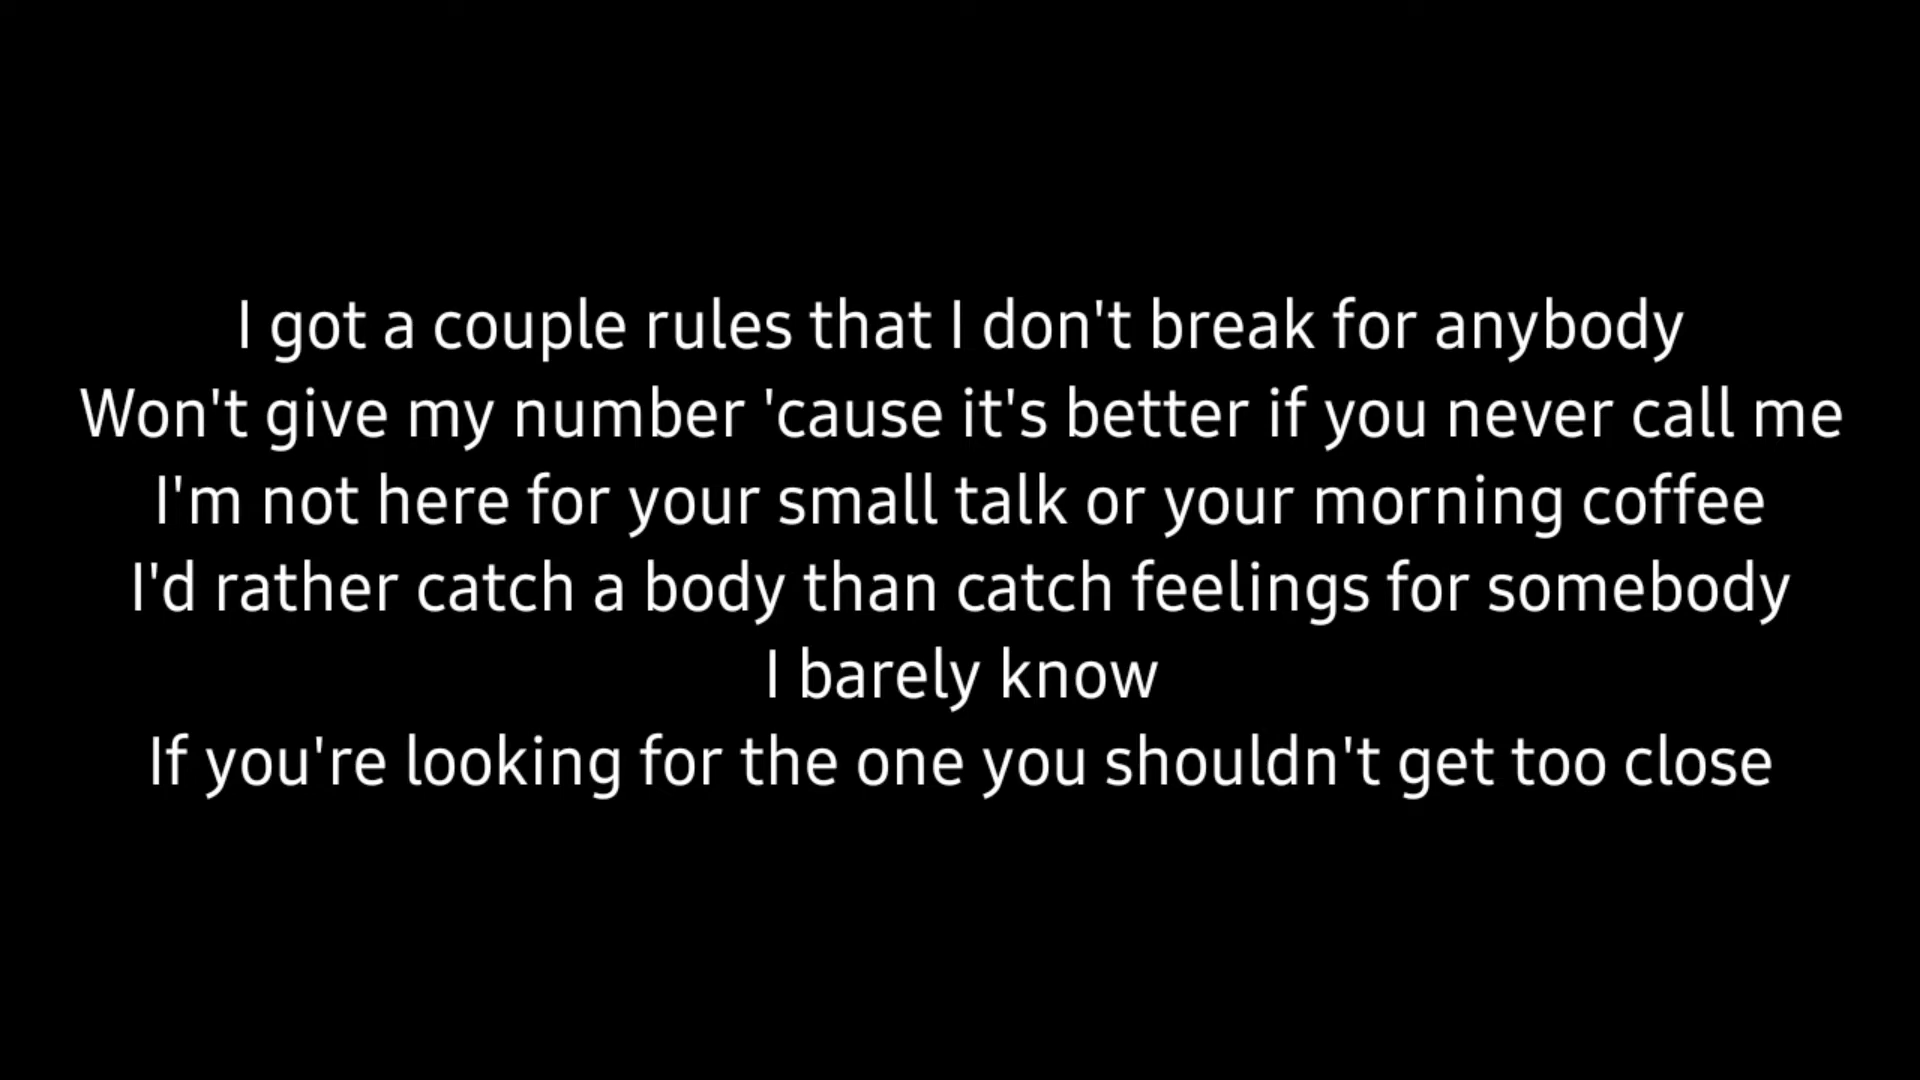 I got a couple rules that I don't break for anybody
Won't give my number 'cause it's better if you never call me
I'm not here for your small talk or your morning coffee
I'd rather catch a body than catch feelings for somebody
I barely know
If you're looking for the one you shouldn't get too close